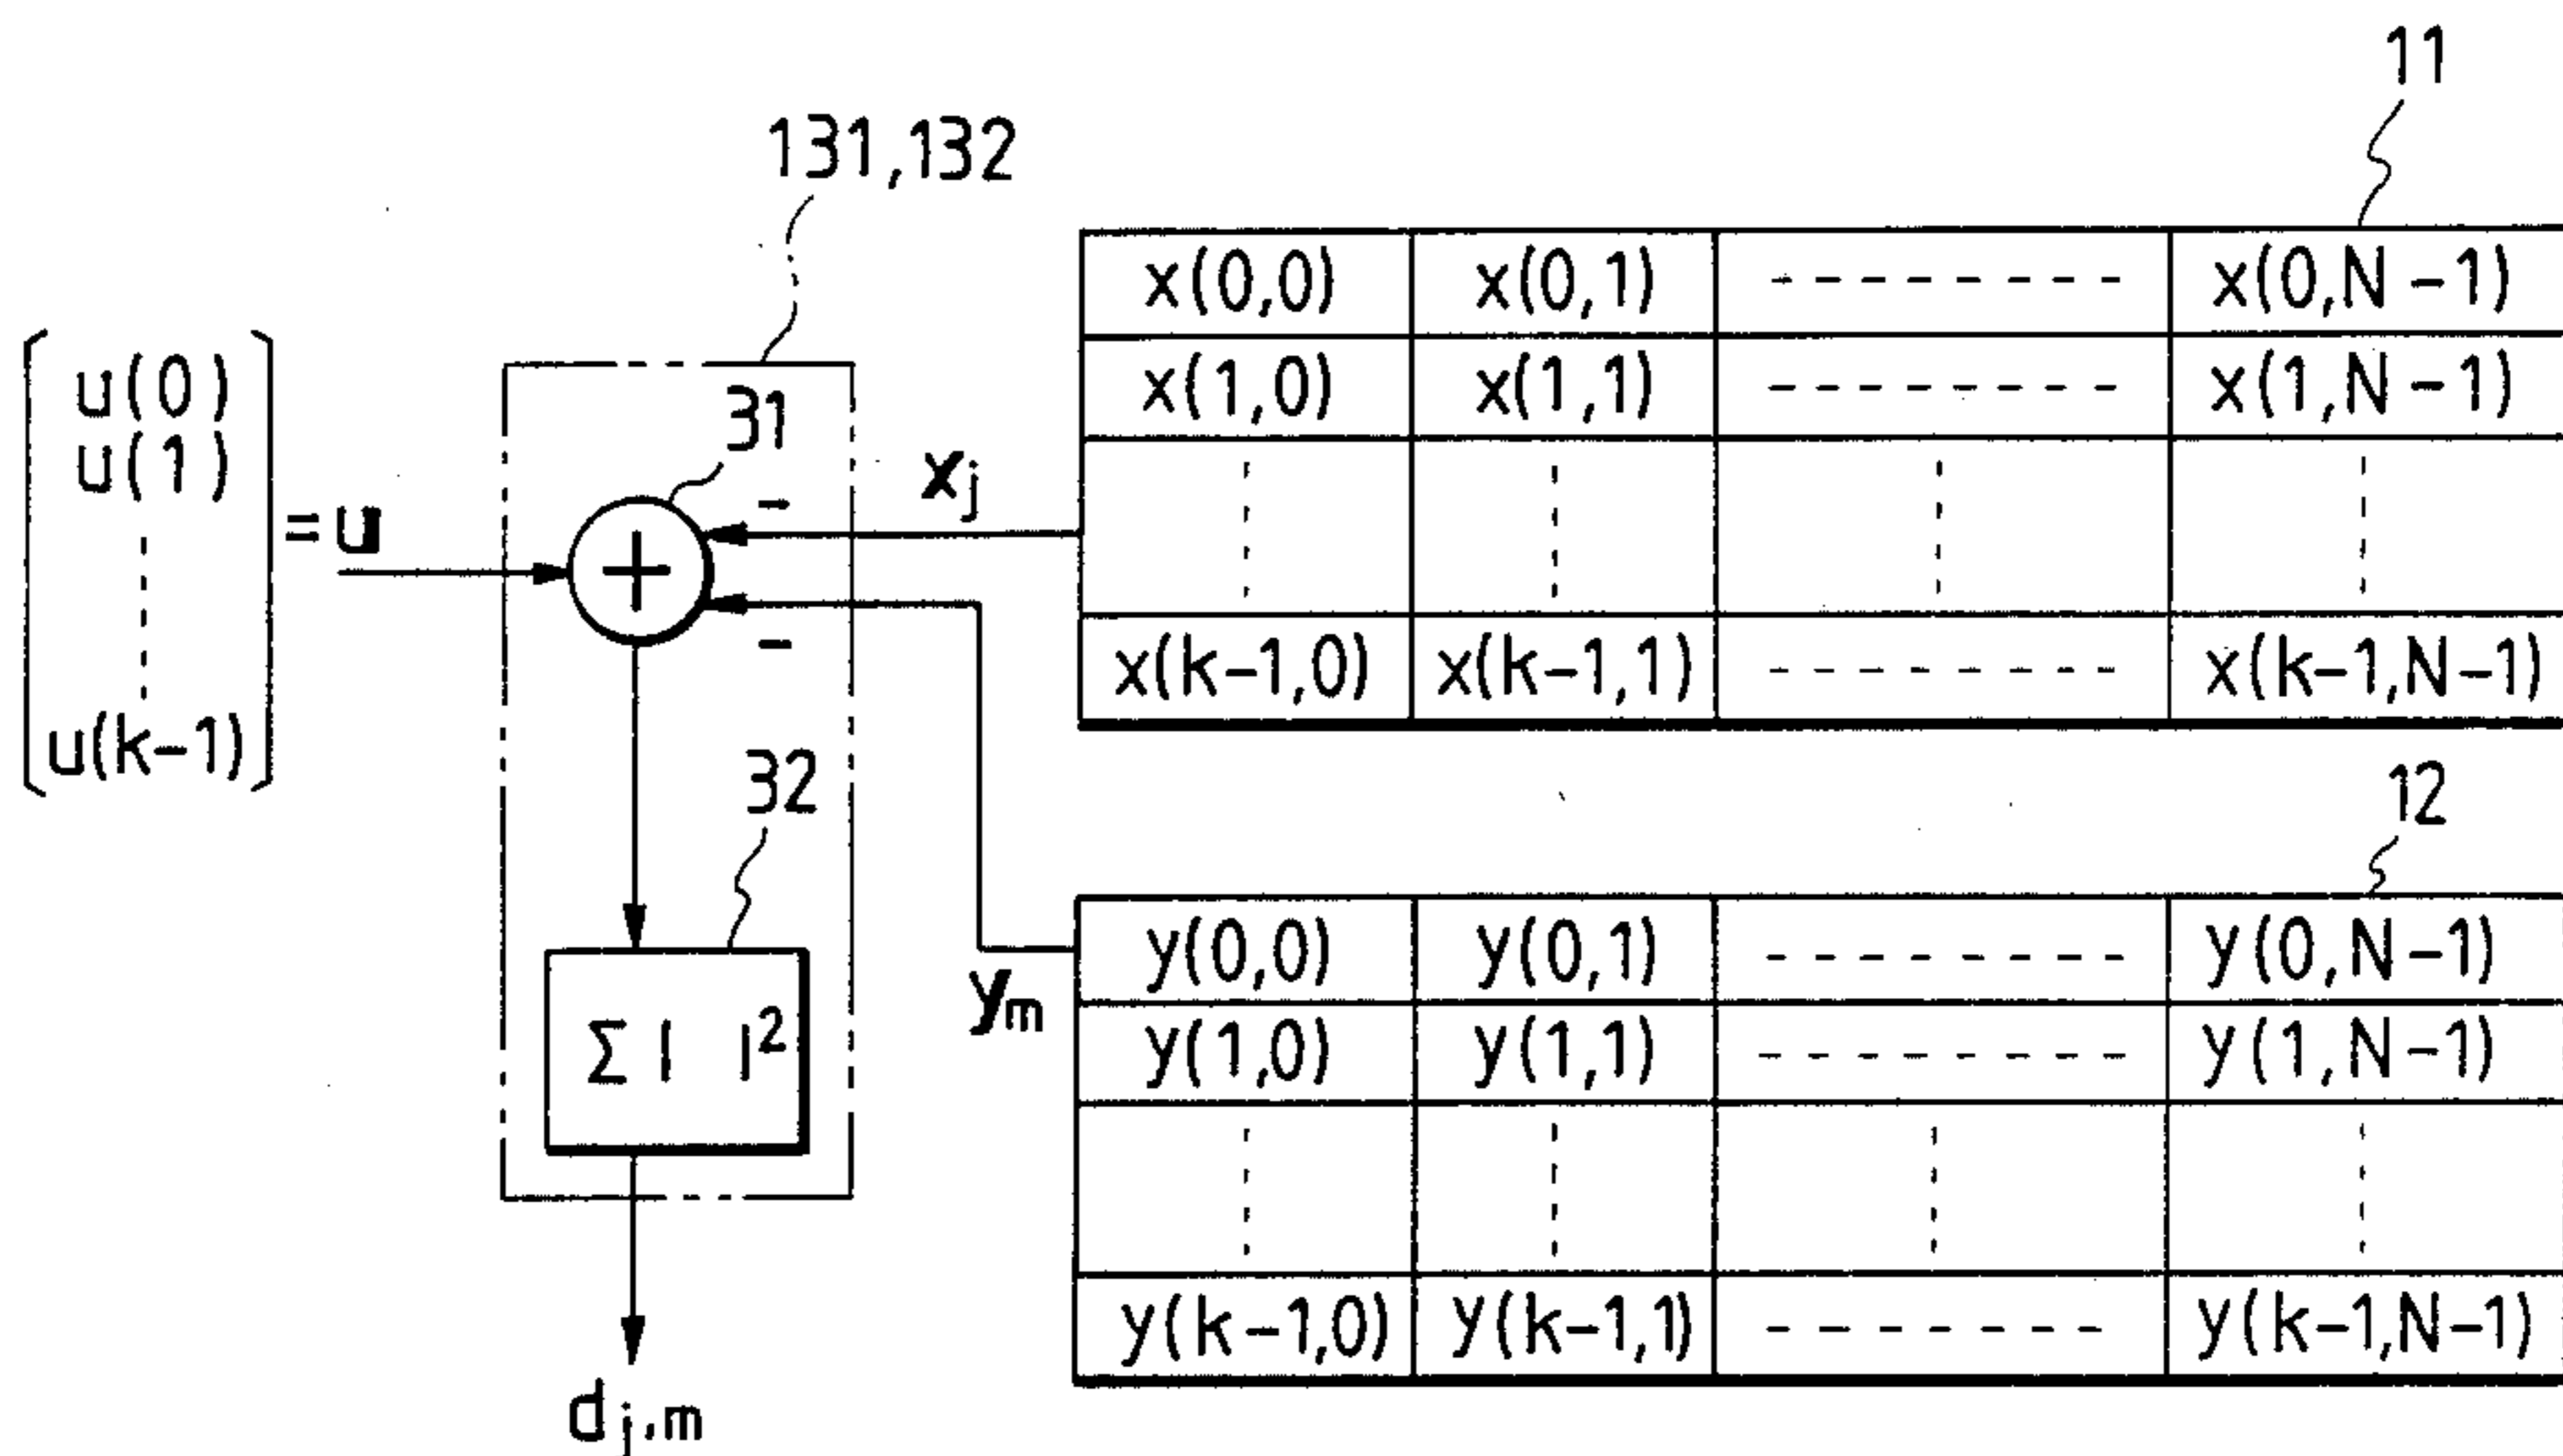 11
131,132
x(0,0) x(0,1) x(0,N-1)
x(1,0) x(1,1) x(1,N-1)
x(k-1,0) x(k-1,1) x(k-1,N-1)
u(0)
u(1)
u(k-1)
=u
31
-
xj
+
-
32
Σ| |²
dj,m
12
ym
y(0,0) y(0,1) y(0,N-1)
y(1,0) y(1,1) y(1,N-1)
y(k-1,0) y(k-1,1) y(k-1,N-1)